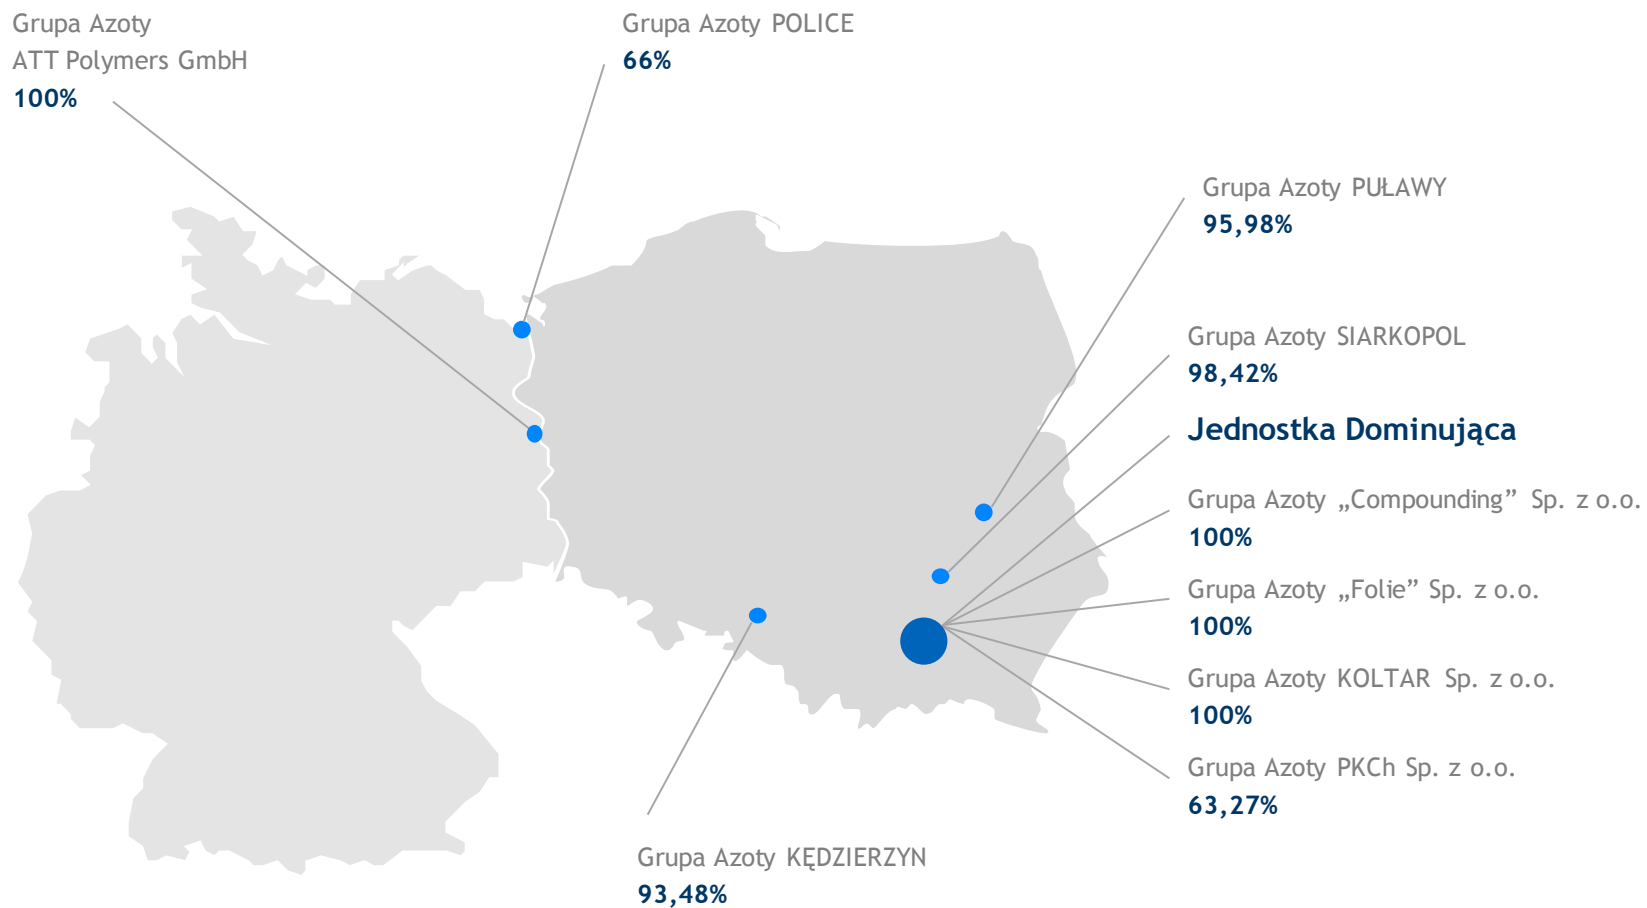 Grupa Azoty
ATT Polymers GmbH
100%
Grupa Azoty POLICE
66%
Grupa Azoty PUŁAWY
95,98%
Grupa Azoty SIARKOPOL
98,42%
Jednostka Dominująca
Grupa Azoty „Compounding” Sp. z o.o.
100%
Grupa Azoty „Folie” Sp. z o.o.
100%
Grupa Azoty KOLTAR Sp. z o.o.
100%
Grupa Azoty PKCh Sp. z o.o.
63,27%
Grupa Azoty KĘDZIERZYN
93,48%